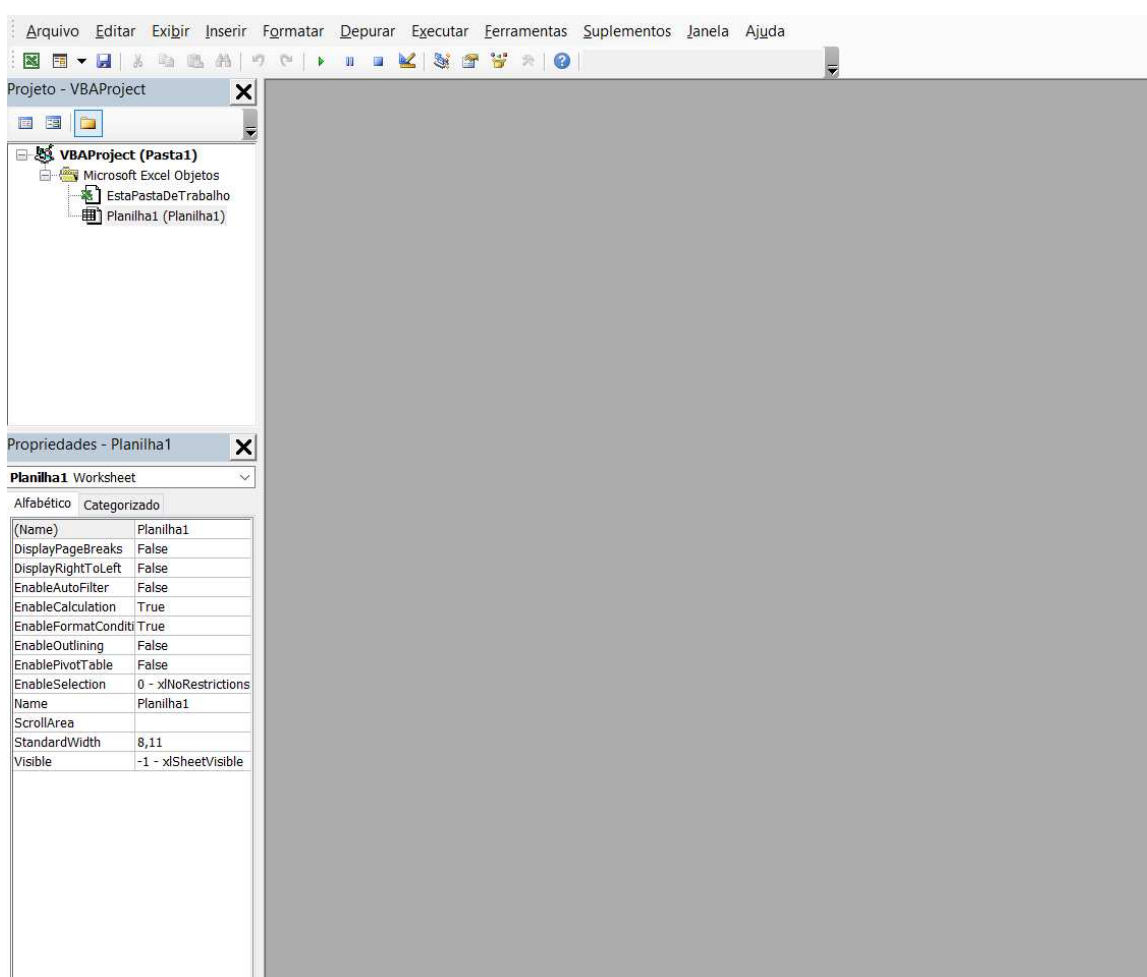 Arquivo Editar Exibir Inserir Formatar Depurar Executar Ferramentas Suplementos Janela Ajuda
Projeto - VBAProject
VBAProject (Pasta1)
Microsoft Excel Objetos
EstaPastaDeTrabalho
Planilha1 (Planilha1)
Propriedades - Planilha1
Planilha1 Worksheet
Alfabético Categorizado
(Name) Planilha1
DisplayPageBreaks False
DisplayRightToLeft False
EnableAutoFilter False
EnableCalculation True
EnableFormatConditi True
EnableOutlining False
EnablePivotTable False
EnableSelection 0 - xlNoRestrictions
Name Planilha1
ScrollArea
StandardWidth 8,11
Visible -1 - xlSheetVisible